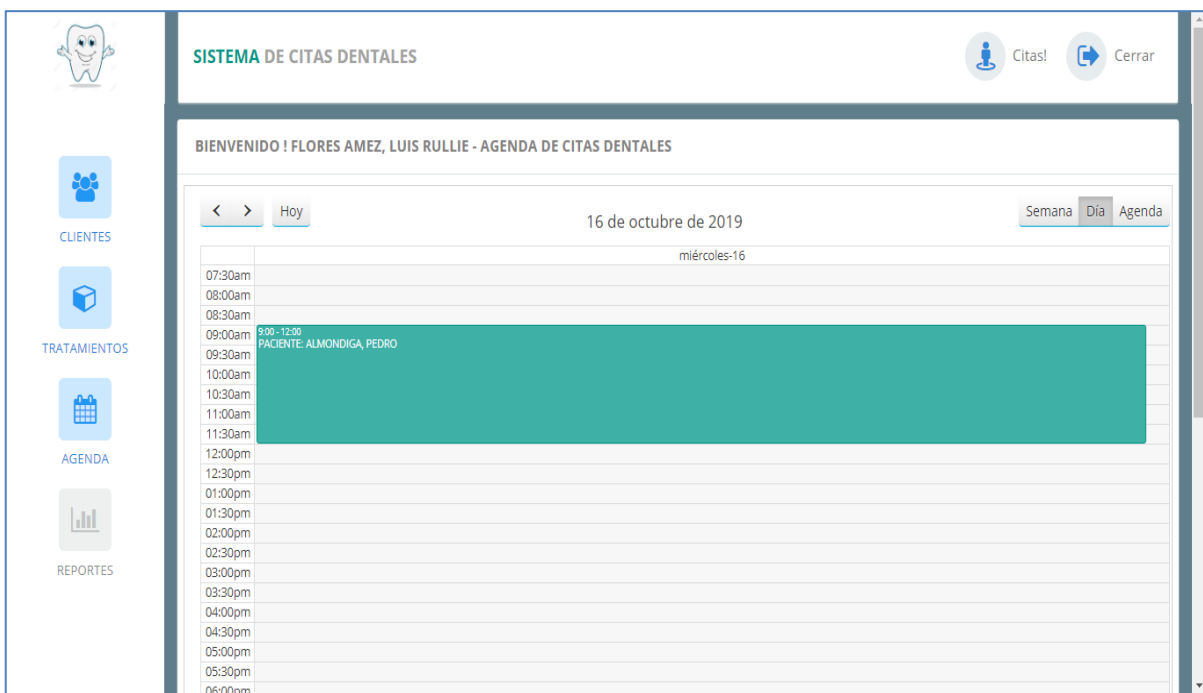 SISTEMA DE CITAS DENTALES
Citas!
Cerrar
CLIENTES
TRATAMIENTOS
AGENDA
REPORTES
BIENVENIDO ! FLORES AMEZ, LUIS RULLIE - AGENDA DE CITAS DENTALES
Hoy
16 de octubre de 2019
Semana Día Agenda
miércoles-16
07:30am
08:00am
08:30am
09:00am
9:00 - 12:00
PACIENTE: ALMONDIGA, PEDRO
09:30am
10:00am
10:30am
11:00am
11:30am
12:00pm
12:30pm
01:00pm
01:30pm
02:00pm
02:30pm
03:00pm
03:30pm
04:00pm
04:30pm
05:00pm
05:30pm
06:00pm